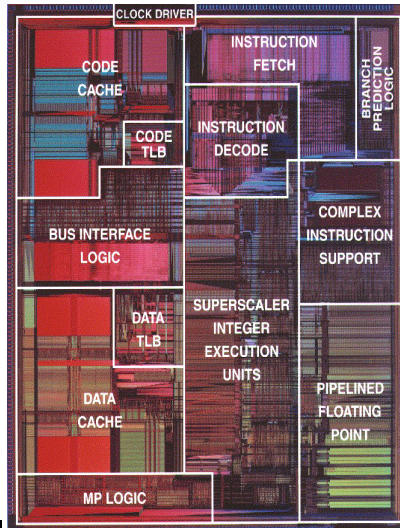 CLOCK DRIVER
CODE
CACHE
INSTRUCTION
FETCH
BRANCH
PREDICTION
LOGIC
CODE
TLB
INSTRUCTION
DECODE
BUS INTERFACE
LOGIC
COMPLEX
INSTRUCTION
SUPPORT
DATA
TLB
SUPERSCALER
INTEGER
EXECUTION
UNITS
DATA
CACHE
PIPELINED
FLOATING
POINT
MP LOGIC